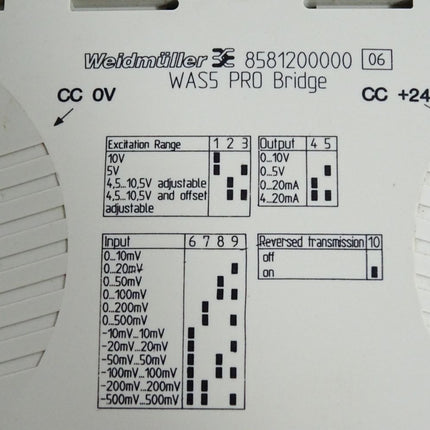 Weidmüller 8581200000 06
WAS5 PRO Bridge
CC 0V
CC +24
Excitation Range 1 2 3
10V
5V
4,5...10,5V adjustable
4,5...10,5V and offset
adjustable
Output 4 5
0...10V
0...5V
0...20mA
4...20mA
Input 6 7 8 9
0...10mV
0...20mV
0...50mV
0...100mV
0...200mV
0...500mV
-10mV...10mV
-20mV...20mV
-50mV...50mV
-100mV...100mV
-200mV...200mV
-500mV...500mV
Reversed transmission 10
off
on